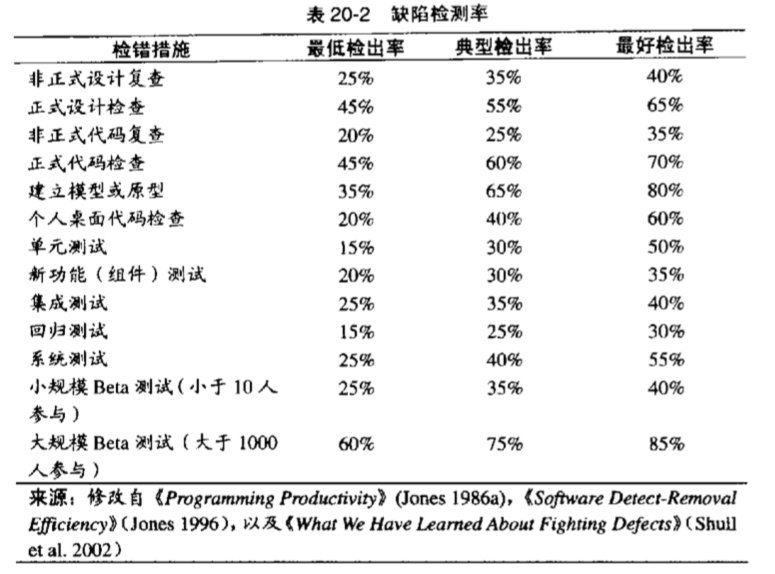 表 20-2 缺陷检测率
检错措施 最低检出率 典型检出率 最好检出率
非正式设计复查 25% 35% 40%
正式设计检查 45% 55% 65%
非正式代码复查 20% 25% 35%
正式代码检查 45% 60% 70%
建立模型或原型 35% 65% 80%
个人桌面代码检查 20% 40% 60%
单元测试 15% 30% 50%
新功能（组件）测试 20% 30% 35%
集成测试 25% 35% 40%
回归测试 15% 25% 30%
系统测试 25% 40% 55%
小规模 Beta 测试（小于 10 人 25% 35% 40%
参与）
大规模 Beta 测试（大于 1000 60% 75% 85%
人参与）
来源：修改自《Programming Productivity》(Jones 1986a)，《Software Detect-Removal
Efficiency》（Jones 1996），以及《What We Have Learned About Fighting Defects》（Shull
et al. 2002）